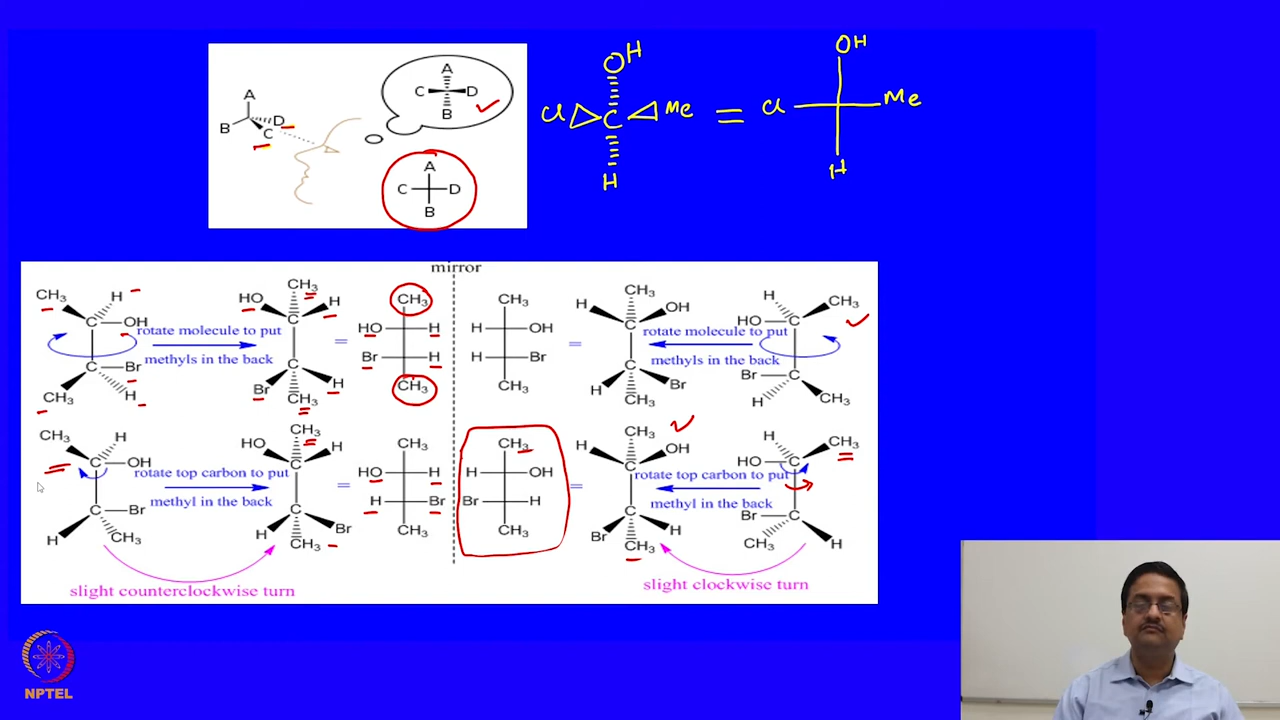 A
B
D
C
A
C D
B
A
C D
B
OH
Cl C Me
H
=
OH
Cl Me
H
mirror
CH3 H
C OH
C Br
CH3 H
rotate molecule to put
methyls in the back
CH3
HO H
C
C
Br H
CH3
=
CH3
HO H
Br H
CH3
CH3
H OH
H Br
CH3
=
CH3
H OH
C
C
H Br
CH3
rotate molecule to put
methyls in the back
H CH3
HO C
Br C
H CH3
CH3 H
C OH
C Br
H CH3
rotate top carbon to put
methyl in the back
CH3
HO H
C
C
H Br
CH3
=
CH3
HO H
H Br
CH3
CH3
H OH
Br H
CH3
=
CH3
H OH
C
C
Br H
CH3
rotate top carbon to put
methyl in the back
H CH3
HO C
Br C
CH3 H
slight counterclockwise turn
slight clockwise turn
NPTEL